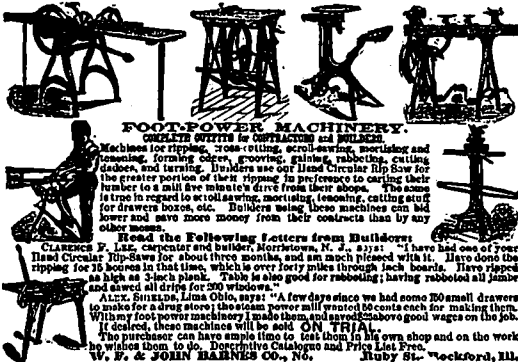 FOOT-POWER MACHINERY.
COMPLETE OUTFITS for CONTRACTORS and BUILDERS.
Machines for ripping, cross-cutting, scroll-sawing, mortising and
tenoning, forming edges, grooving, gaining, rabbeting, cutting
dadoes, and turning. Builders use our Hand Circular Rip Saw for
the greater portion of their ripping in preference to carting their
lumber to a mill five minute's drive from their shops. The same
is true in regard to scroll sawing, mortising, tenoning, cutting stuff
for drawers boxes, etc. Builders using these machines can bid
lower and save more money from their contracts than by any
other means.
Read the Following Letters from Builders:
CLARENCE F. LEE, carpenter and builder, Morristown, N. J., says: "I have had one of your
Hand Circular Rip-Saws for about three months, and am much pleased with it. Have done the
ripping for 15 houses in that time, which is over forty miles through inch boards. Have ripped
as high as 3-inch plank. Table is also good for rabbeting; having rabbeted all jambs
and sawed all drips for 200 windows."
ALEX. SHIELDS, Lima Ohio, says: "A few days since we had some small drawers
to make for a drug store; the steam power mill wanted 50 cents each for making them.
With my foot power machinery I made them, and saved above good wages on the job.
If desired, these machines will be sold ON TRIAL.
The purchaser can have ample time to test them in his own shop and on the work
he wishes them to do. Descriptive Catalogue and Price List Free.
W. F. & JOHN BARNES CO., No. Ruby St., Rockford, Ill.